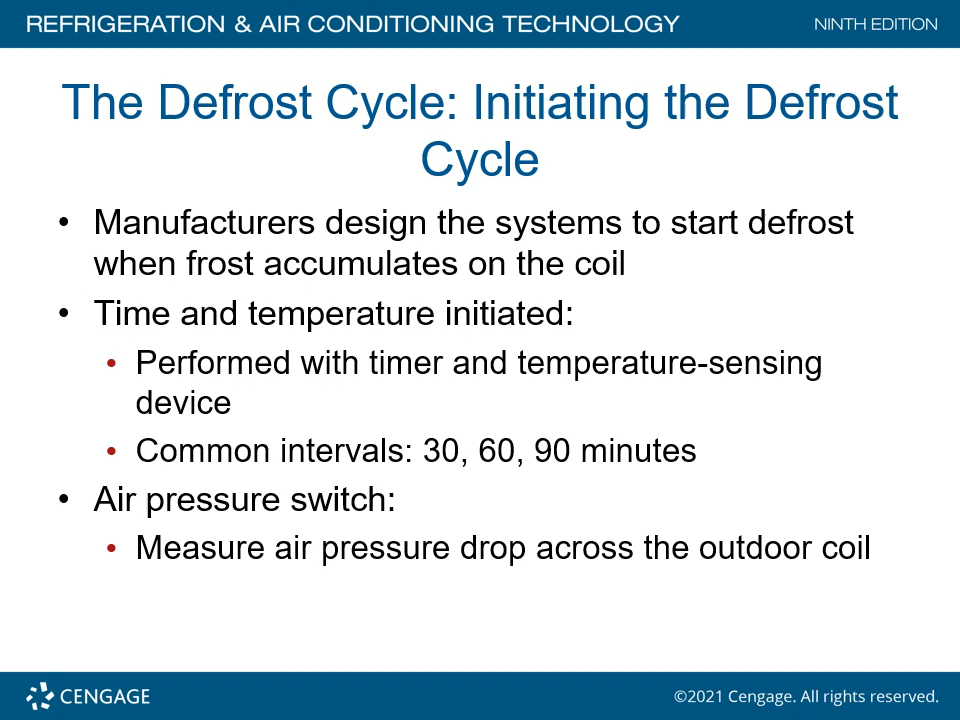 REFRIGERATION & AIR CONDITIONING TECHNOLOGY NINTH EDITION
The Defrost Cycle: Initiating the Defrost
Cycle
• Manufacturers design the systems to start defrost
when frost accumulates on the coil
• Time and temperature initiated:
• Performed with timer and temperature-sensing
device
• Common intervals: 30, 60, 90 minutes
• Air pressure switch:
• Measure air pressure drop across the outdoor coil
CENGAGE ©2021 Cengage. All rights reserved.